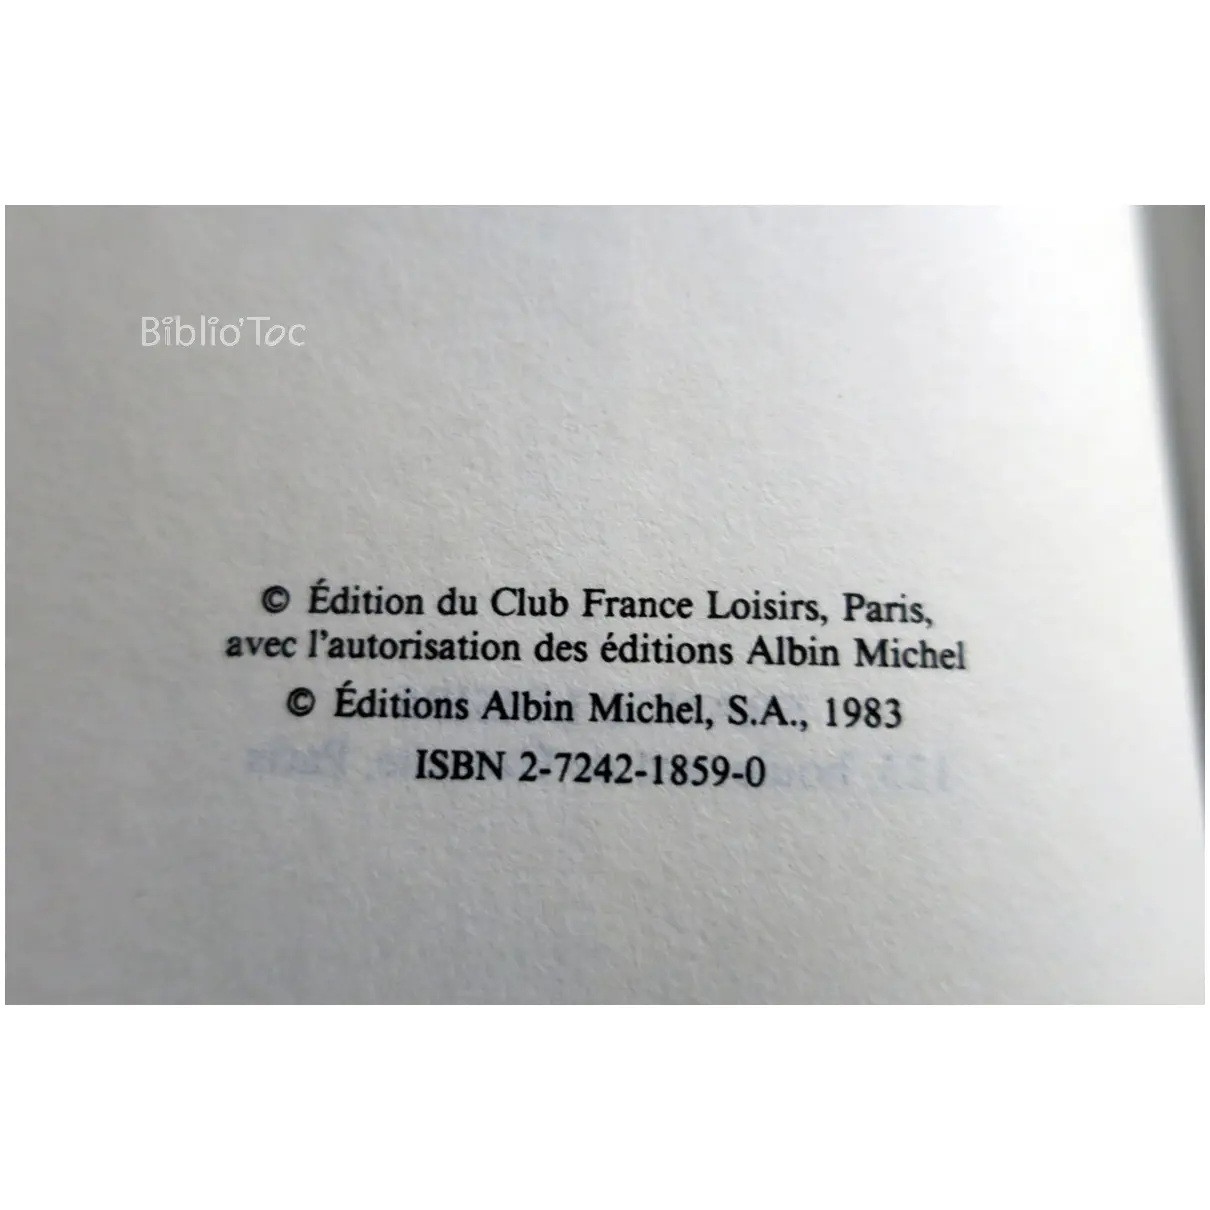 Biblio'Toc
© Édition du Club France Loisirs, Paris,
avec l'autorisation des éditions Albin Michel
© Éditions Albin Michel, S.A., 1983
ISBN 2-7242-1859-0